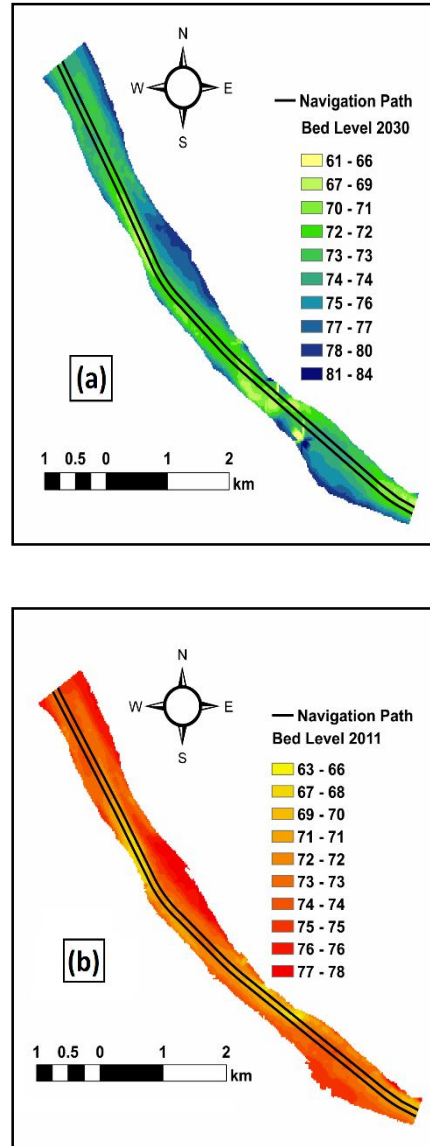 N
W E
S
Navigation Path
Bed Level 2030
61 - 66
67 - 69
70 - 71
72 - 72
73 - 73
74 - 74
75 - 76
77 - 77
78 - 80
81 - 84
(a)
1 0.5 0 1 2
km
N
W E
S
Navigation Path
Bed Level 2011
63 - 66
67 - 68
69 - 70
71 - 71
72 - 72
73 - 73
74 - 74
75 - 75
76 - 76
77 - 78
(b)
1 0.5 0 1 2
km